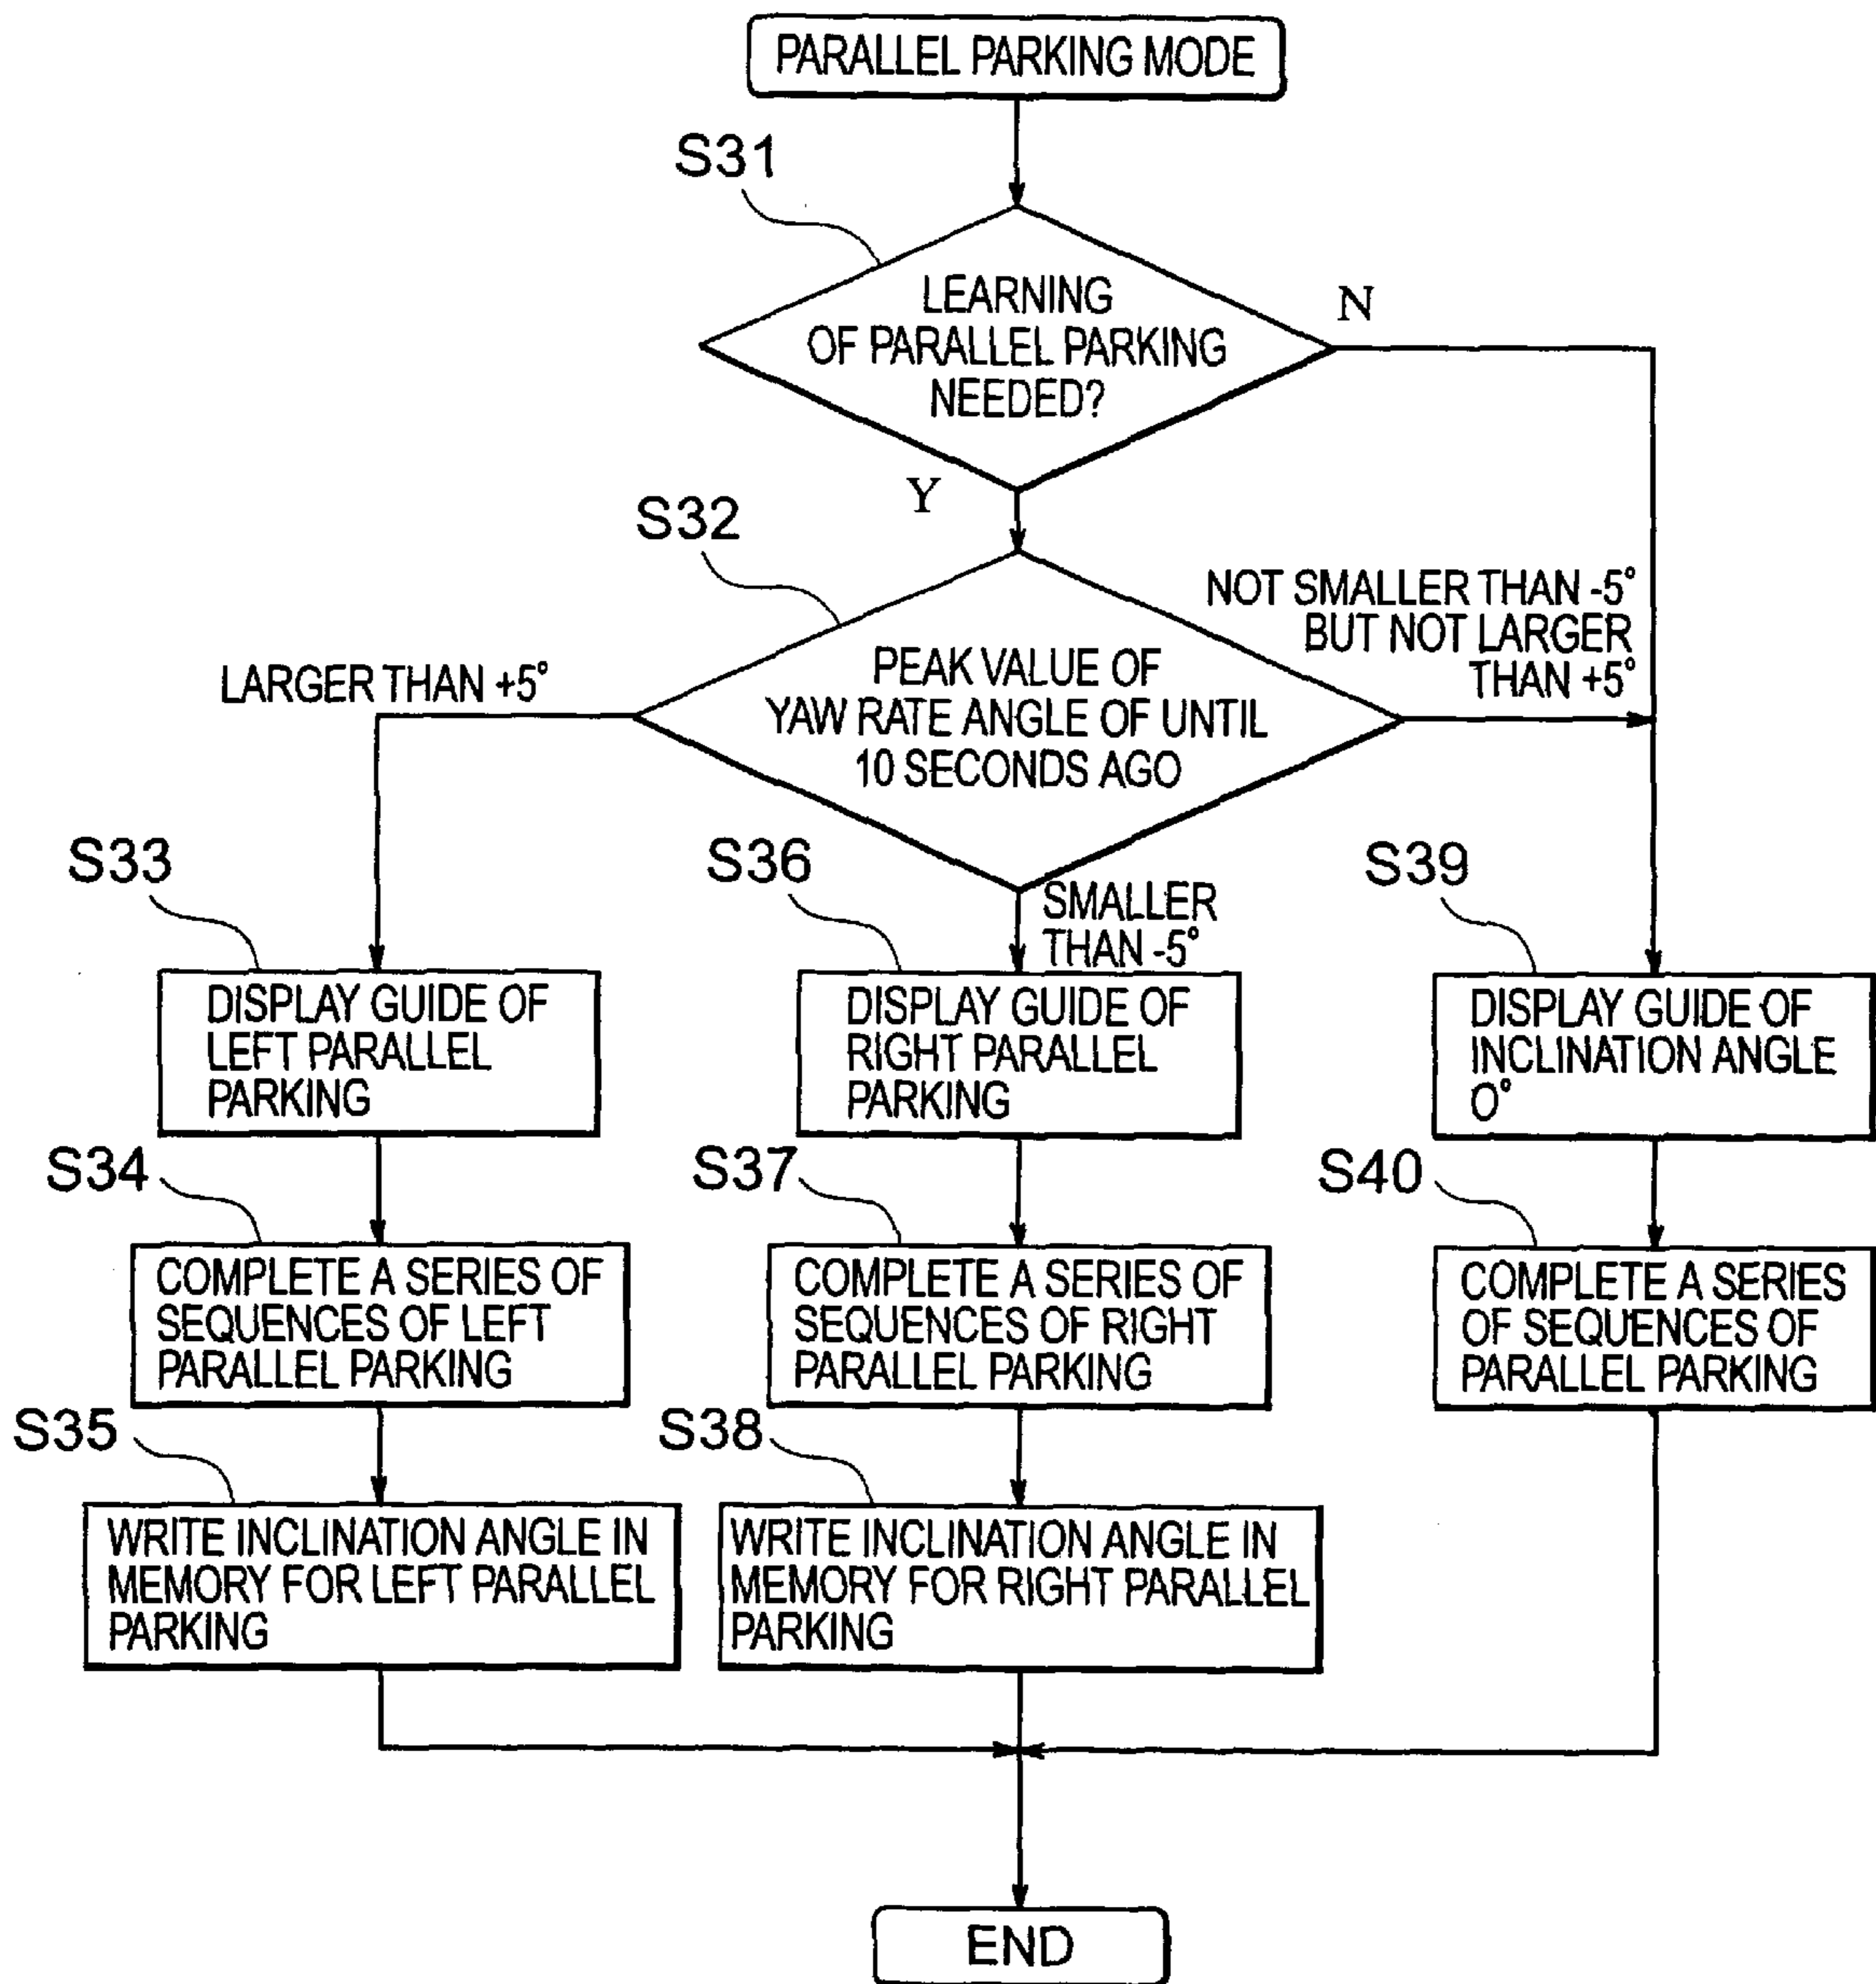 PARALLEL PARKING MODE
S31
LEARNING
OF PARALLEL PARKING
NEEDED?
N
Y
S32
PEAK VALUE OF
YAW RATE ANGLE OF UNTIL
10 SECONDS AGO
NOT SMALLER THAN -5°
BUT NOT LARGER
THAN +5°
LARGER THAN +5°
SMALLER
THAN -5°
S33
DISPLAY GUIDE OF
LEFT PARALLEL
PARKING
S36
DISPLAY GUIDE OF
RIGHT PARALLEL
PARKING
S39
DISPLAY GUIDE OF
INCLINATION ANGLE
0°
S34
COMPLETE A SERIES OF
SEQUENCES OF LEFT
PARALLEL PARKING
S37
COMPLETE A SERIES OF
SEQUENCES OF RIGHT
PARALLEL PARKING
S40
COMPLETE A SERIES
OF SEQUENCES OF
PARALLEL PARKING
S35
WRITE INCLINATION ANGLE IN
MEMORY FOR LEFT PARALLEL
PARKING
S38
WRITE INCLINATION ANGLE IN
MEMORY FOR RIGHT PARALLEL
PARKING
END